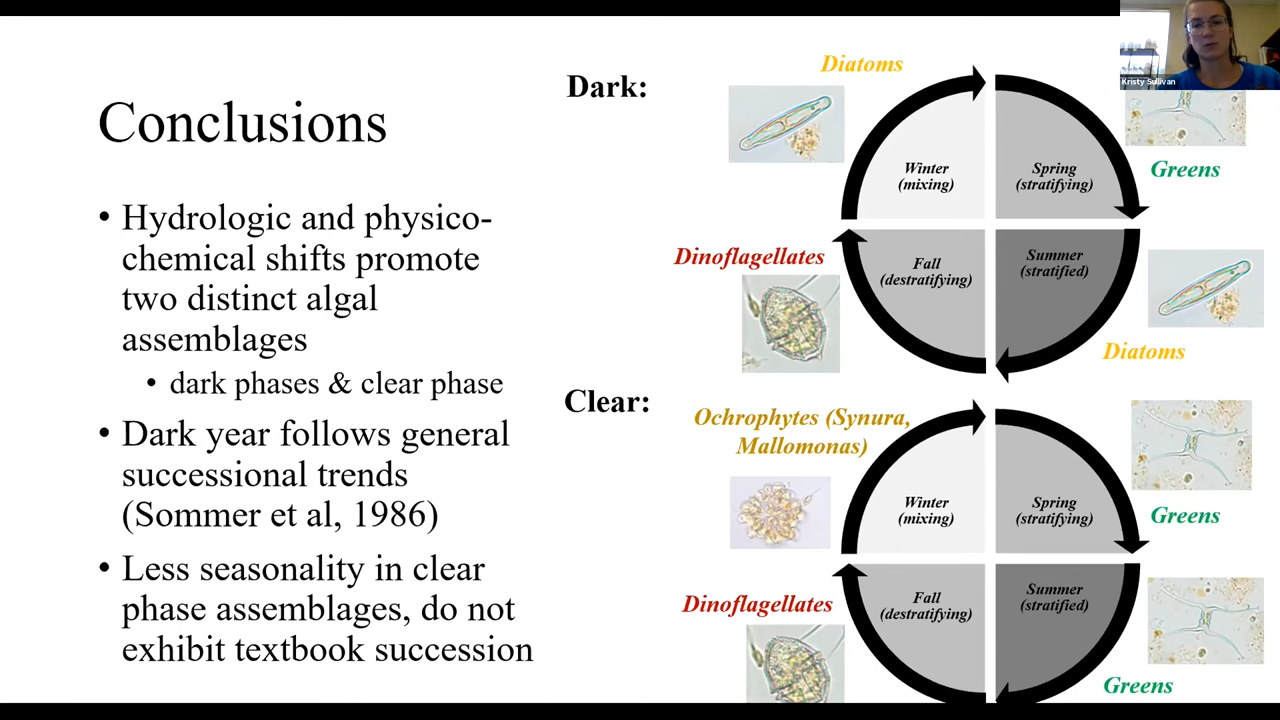 Conclusions
• Hydrologic and physico-
chemical shifts promote
two distinct algal
assemblages
• dark phases & clear phase
• Dark year follows general
successional trends
(Sommer et al, 1986)
• Less seasonality in clear
phase assemblages, do not
exhibit textbook succession
Dark:
Diatoms
Winter
(mixing)
Spring
(stratifying)
Greens
Dinoflagellates
Fall
(destratifying)
Summer
(stratified)
Diatoms
Clear:
Ochrophytes (Synura,
Mallomonas)
Winter
(mixing)
Spring
(stratifying)
Greens
Dinoflagellates
Fall
(destratifying)
Summer
(stratified)
Greens
Kristy Sullivan